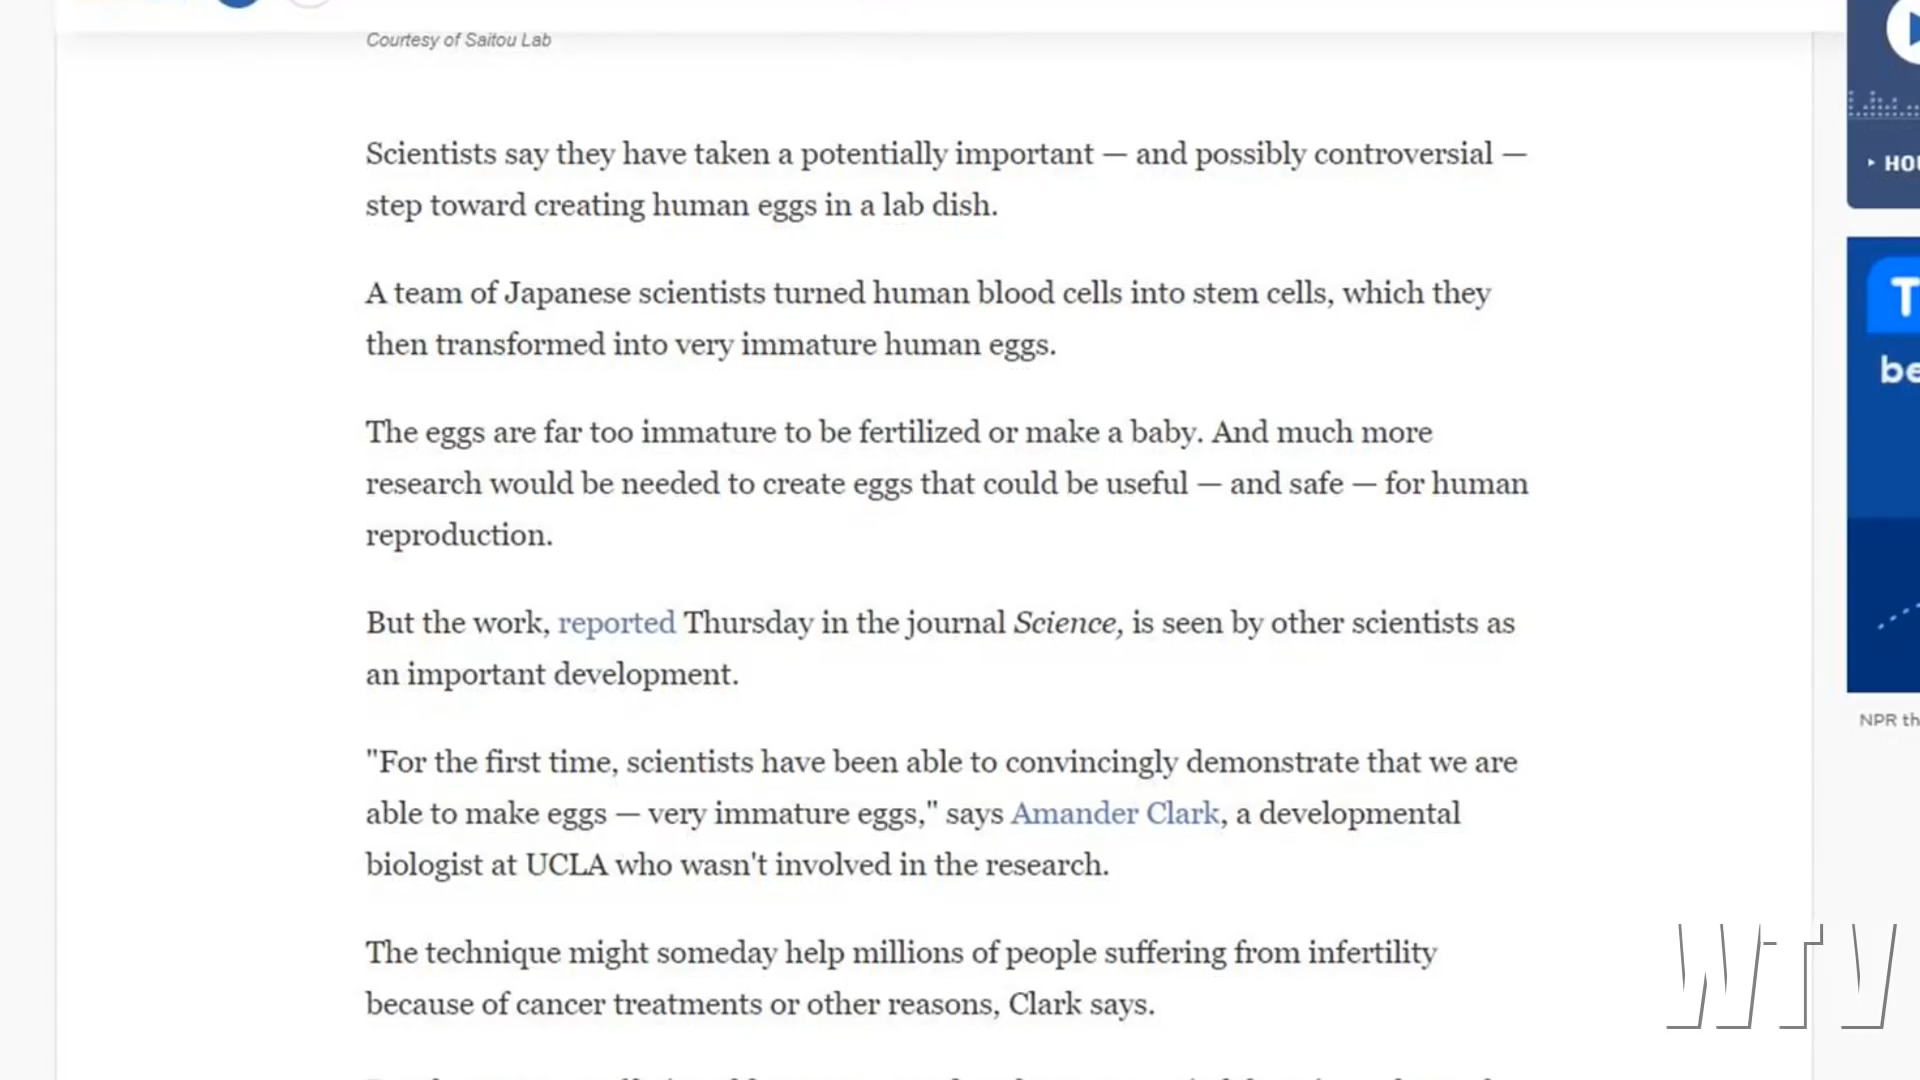 Courtesy of Saitou Lab
Scientists say they have taken a potentially important — and possibly controversial —
step toward creating human eggs in a lab dish.
A team of Japanese scientists turned human blood cells into stem cells, which they
then transformed into very immature human eggs.
The eggs are far too immature to be fertilized or make a baby. And much more
research would be needed to create eggs that could be useful — and safe — for human
reproduction.
But the work, reported Thursday in the journal Science, is seen by other scientists as
an important development.
"For the first time, scientists have been able to convincingly demonstrate that we are
able to make eggs — very immature eggs," says Amander Clark, a developmental
biologist at UCLA who wasn't involved in the research.
The technique might someday help millions of people suffering from infertility
because of cancer treatments or other reasons, Clark says.
HOU
T
be
NPR th
WTV